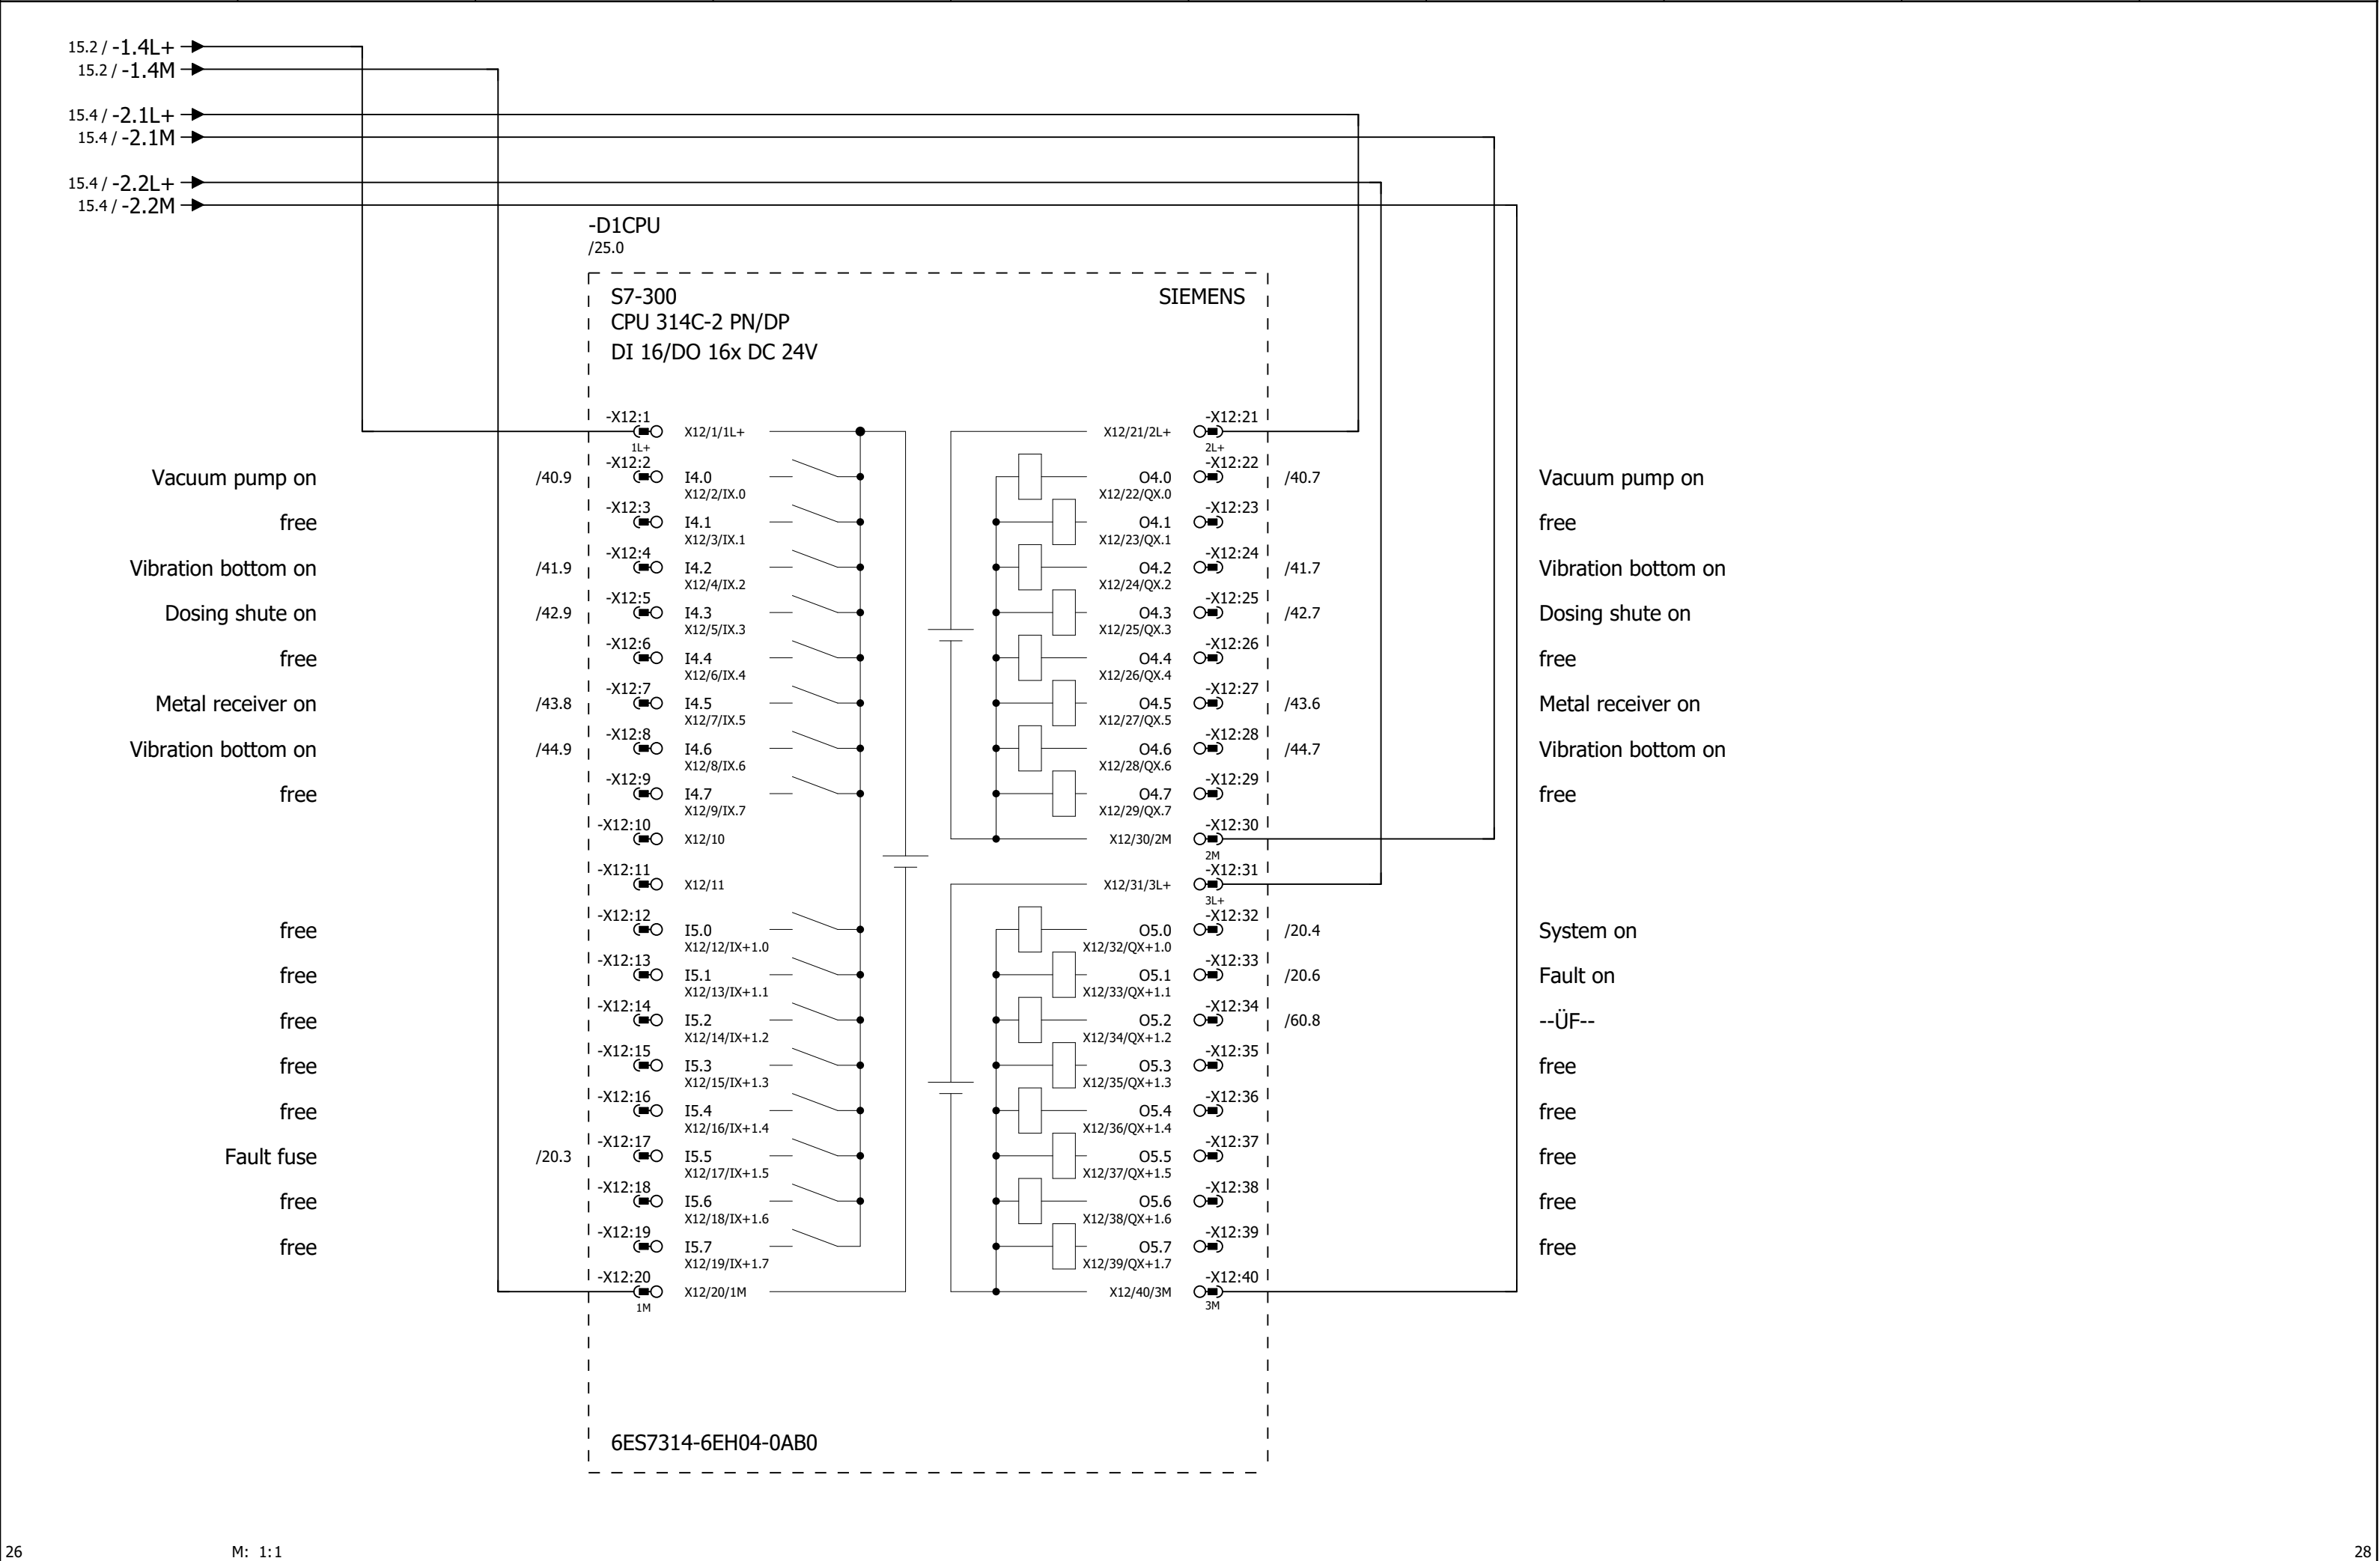 15.2 / -1.4L+
15.2 / -1.4M
15.4 / -2.1L+
15.4 / -2.1M
15.4 / -2.2L+
15.4 / -2.2M
-D1CPU
/25.0
S7-300 SIEMENS
CPU 314C-2 PN/DP
DI 16/DO 16x DC 24V
-X12:1 -X12:21
X12/1/1L+ X12/21/2L+
1L+ 2L+
-X12:2 -X12:22
Vacuum pump on /40.9 I4.0 O4.0 /40.7 Vacuum pump on
X12/2/IX.0 X12/22/QX.0
-X12:3 -X12:23
free I4.1 O4.1 free
X12/3/IX.1 X12/23/QX.1
-X12:4 -X12:24
Vibration bottom on /41.9 I4.2 O4.2 /41.7 Vibration bottom on
X12/4/IX.2 X12/24/QX.2
-X12:5 -X12:25
Dosing shute on /42.9 I4.3 O4.3 /42.7 Dosing shute on
X12/5/IX.3 X12/25/QX.3
-X12:6 -X12:26
free I4.4 O4.4 free
X12/6/IX.4 X12/26/QX.4
-X12:7 -X12:27
Metal receiver on /43.8 I4.5 O4.5 /43.6 Metal receiver on
X12/7/IX.5 X12/27/QX.5
-X12:8 -X12:28
Vibration bottom on /44.9 I4.6 O4.6 /44.7 Vibration bottom on
X12/8/IX.6 X12/28/QX.6
-X12:9 -X12:29
free I4.7 O4.7 free
X12/9/IX.7 X12/29/QX.7
-X12:10 -X12:30
X12/10 X12/30/2M
2M
-X12:11 -X12:31
X12/11 X12/31/3L+
3L+
-X12:12 -X12:32
free I5.0 O5.0 /20.4 System on
X12/12/IX+1.0 X12/32/QX+1.0
-X12:13 -X12:33
free I5.1 O5.1 /20.6 Fault on
X12/13/IX+1.1 X12/33/QX+1.1
-X12:14 -X12:34
free I5.2 O5.2 /60.8 --ÜF--
X12/14/IX+1.2 X12/34/QX+1.2
-X12:15 -X12:35
free I5.3 O5.3 free
X12/15/IX+1.3 X12/35/QX+1.3
-X12:16 -X12:36
free I5.4 O5.4 free
X12/16/IX+1.4 X12/36/QX+1.4
-X12:17 -X12:37
Fault fuse /20.3 I5.5 O5.5 free
X12/17/IX+1.5 X12/37/QX+1.5
-X12:18 -X12:38
free I5.6 O5.6 free
X12/18/IX+1.6 X12/38/QX+1.6
-X12:19 -X12:39
free I5.7 O5.7 free
X12/19/IX+1.7 X12/39/QX+1.7
-X12:20 -X12:40
X12/20/1M X12/40/3M
1M 3M
6ES7314-6EH04-0AB0
26 M: 1:1 28